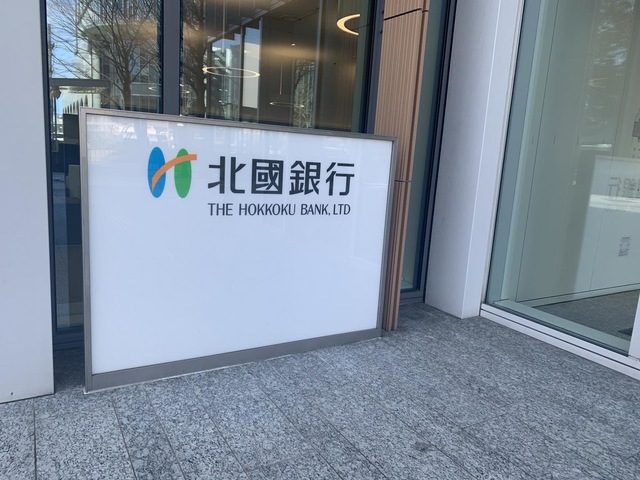 北國銀行
THE HOKKOKU BANK, LTD